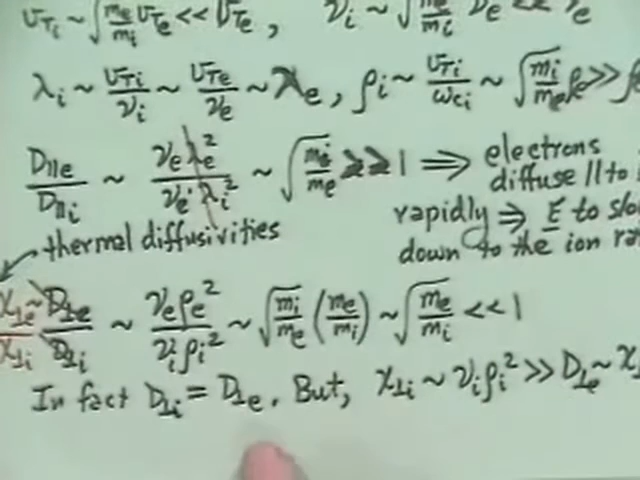 v_Ti ~ √(m_e/m_i) v_Te << v_Te, ν_i ~ √(m_e/m_i) ν_e << ν_e
λ_i ~ v_Ti/ν_i ~ v_Te/ν_e ~ λ_e, ρ_i ~ v_Ti/ω_ci ~ √(m_i/m_e) ρ_e >> ρ
D_∥e/D_∥i ~ ν_e λ_e²/ν_i λ_i² ~ √(m_i/m_e) >> 1 ⇒ electrons
diffuse ∥ to
rapidly ⇒ E to slo
down to the ion ra
thermal diffusivities
χ_⊥e/χ_⊥i ~ D_⊥e/D_⊥i ~ ν_e ρ_e²/ν_i ρ_i² ~ √(m_i/m_e) (m_e/m_i) ~ √(m_e/m_i) << 1
In fact D_⊥i = D_⊥e. But, χ_⊥i ~ ν_i ρ_i² >> D_⊥e ~ χ